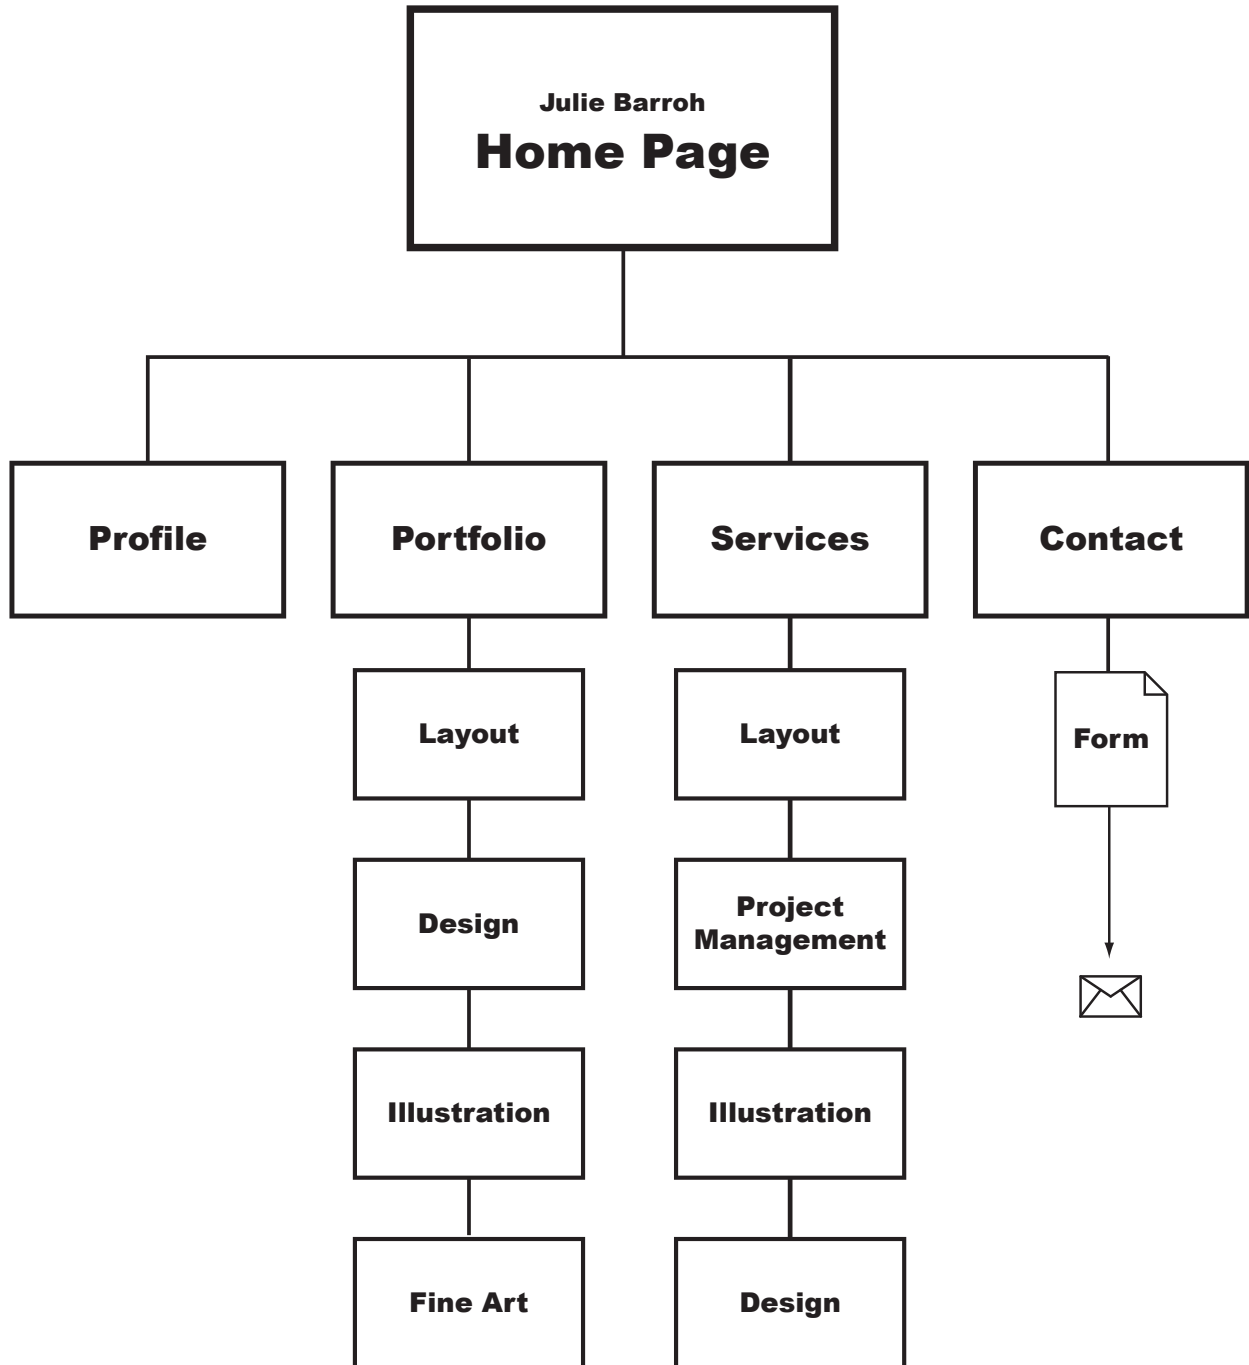 Julie Barroh
Home Page
Profile
Portfolio
Services
Contact
Layout
Layout
Form
Design
Project
Management
Illustration
Illustration
Fine Art
Design